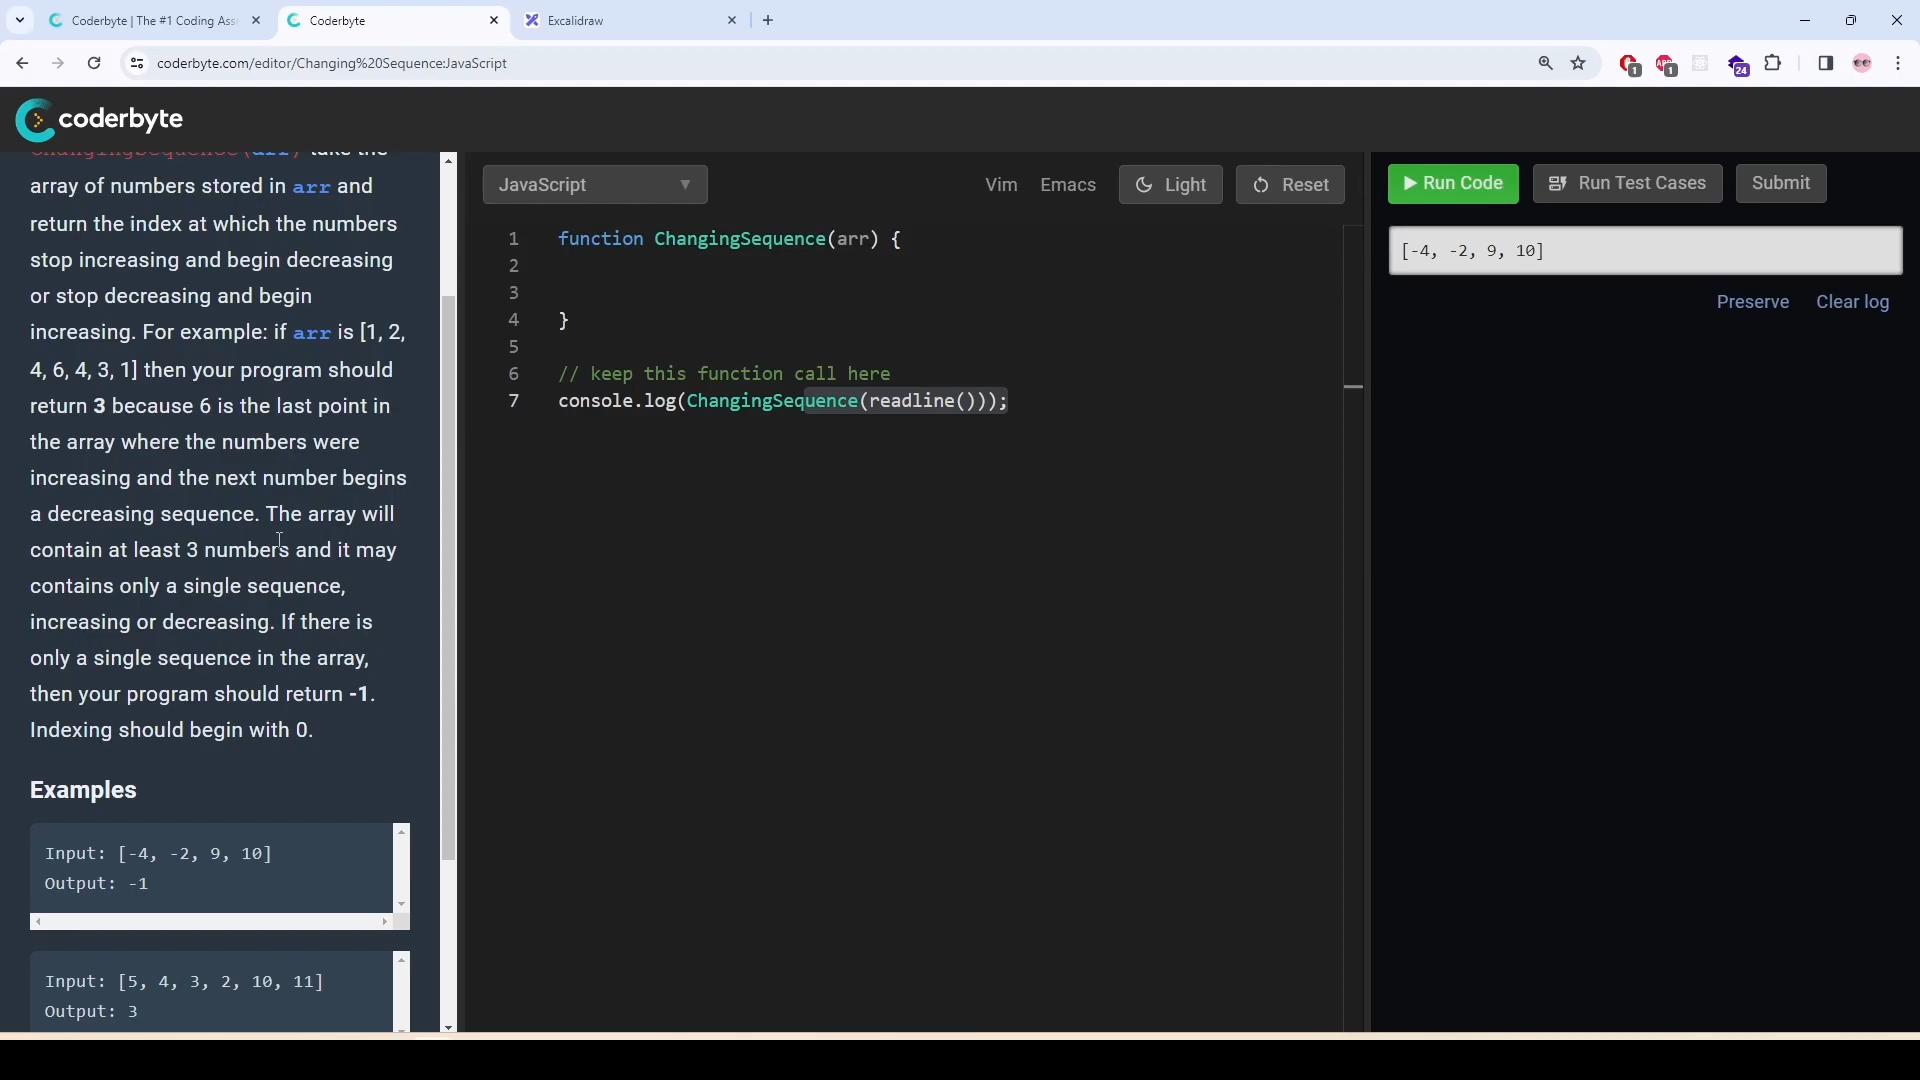 Coderbyte | The #1 Coding Ass
Coderbyte
Excalidraw
coderbyte.com/editor/Changing%20Sequence:JavaScript
1
1
24
coderbyte
ChangingSequence(arr) take the
array of numbers stored in arr and
return the index at which the numbers
stop increasing and begin decreasing
or stop decreasing and begin
increasing. For example: if arr is [1, 2,
4, 6, 4, 3, 1] then your program should
return 3 because 6 is the last point in
the array where the numbers were
increasing and the next number begins
a decreasing sequence. The array will
contain at least 3 numbers and it may
contains only a single sequence,
increasing or decreasing. If there is
only a single sequence in the array,
then your program should return -1.
Indexing should begin with 0.
Examples
Input: [-4, -2, 9, 10]
Output: -1
Input: [5, 4, 3, 2, 10, 11]
Output: 3
JavaScript
Vim
Emacs
Light
Reset
1 function ChangingSequence(arr) {
2
3
4 }
5
6 // keep this function call here
7 console.log(ChangingSequence(readline()));
Run Code
Run Test Cases
Submit
[-4, -2, 9, 10]
Preserve
Clear log